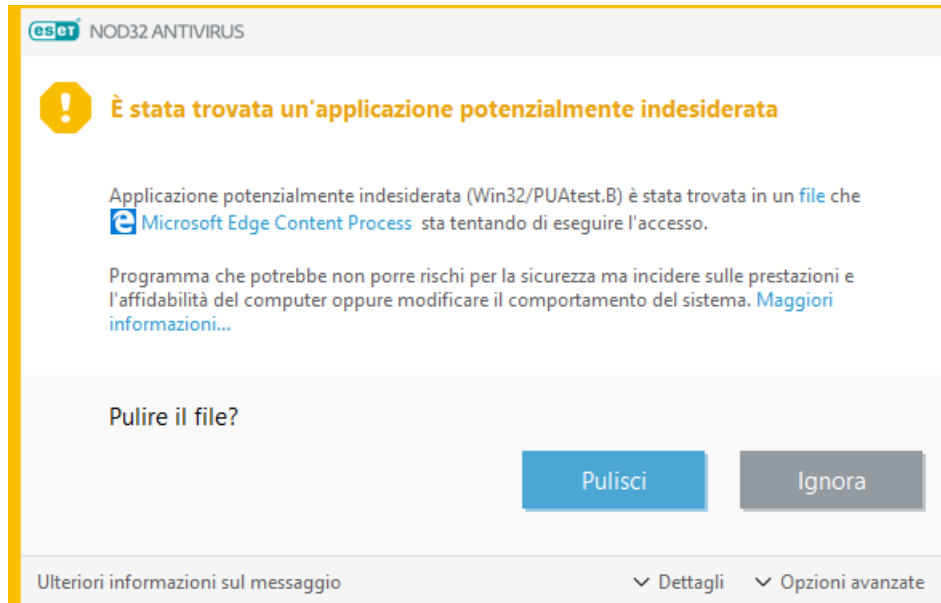 eset NOD32 ANTIVIRUS
È stata trovata un'applicazione potenzialmente indesiderata
Applicazione potenzialmente indesiderata (Win32/PUAtest.B) è stata trovata in un file che
Microsoft Edge Content Process sta tentando di eseguire l'accesso.
Programma che potrebbe non porre rischi per la sicurezza ma incidere sulle prestazioni e
l'affidabilità del computer oppure modificare il comportamento del sistema. Maggiori
informazioni...
Pulire il file?
Pulisci Ignora
Ulteriori informazioni sul messaggio Dettagli Opzioni avanzate